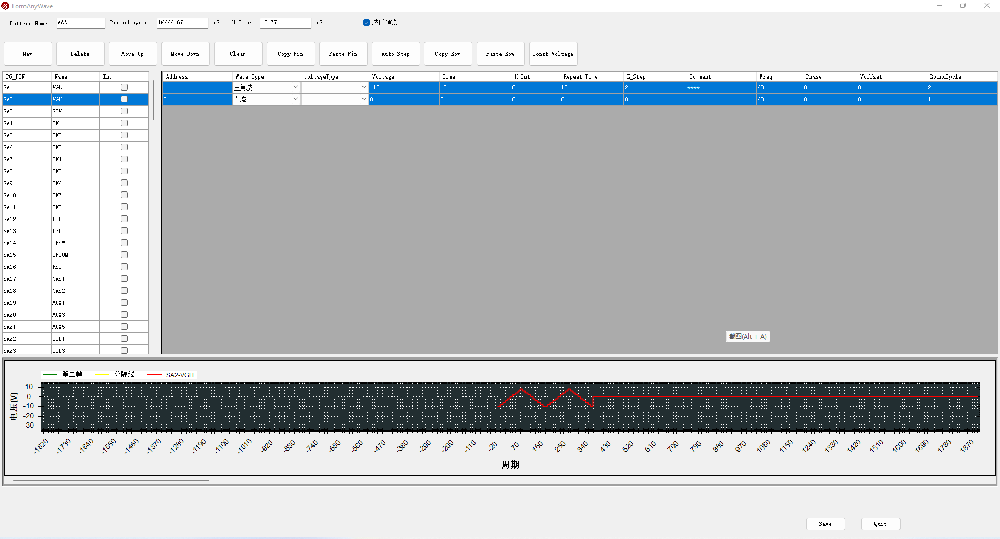 FormAnyWave
Pattern Name AAA Period cycle 16666.67 uS H Time 13.77 uS 波形预览
New Delete Move Up Move Down Clear Copy Pin Paste Pin Auto Step Copy Row Paste Row Const Voltage
PG_PIN Name Inv
SA1 VGL
SA2 VGH
SA3 STV
SA4 CK1
SA5 CK2
SA6 CK3
SA7 CK4
SA8 CK5
SA9 CK6
SA10 CK7
SA11 CK8
SA12 D2U
SA13 U2D
SA14 TPSW
SA15 TPCOM
SA16 RST
SA17 GAS1
SA18 GAS2
SA19 MUX1
SA20 MUX3
SA21 MUX5
SA22 CTD1
SA23 CTD3
Address Wave Type voltageType Voltage Time H Cnt Repeat Time K_Step Comment Freq Phase Voffset RoundCycle
1 三角波 -10 10 0 10 2 ���� 60 0 0 2
2 直流 0 0 0 0 0 60 0 0 1
截图(Alt + A)
第二帧 分隔线 SA2-VGH
电压(V)
10
0
-10
-20
-30
-1820 -1730 -1640 -1550 -1460 -1370 -1280 -1190 -1100 -1010 -920 -830 -740 -650 -560 -470 -380 -290 -200 -110 -20 70 160 250 340 430 520 610 700 790 880 970 1060 1150 1240 1330 1420 1510 1600 1690 1780 1870
周期
Save Quit